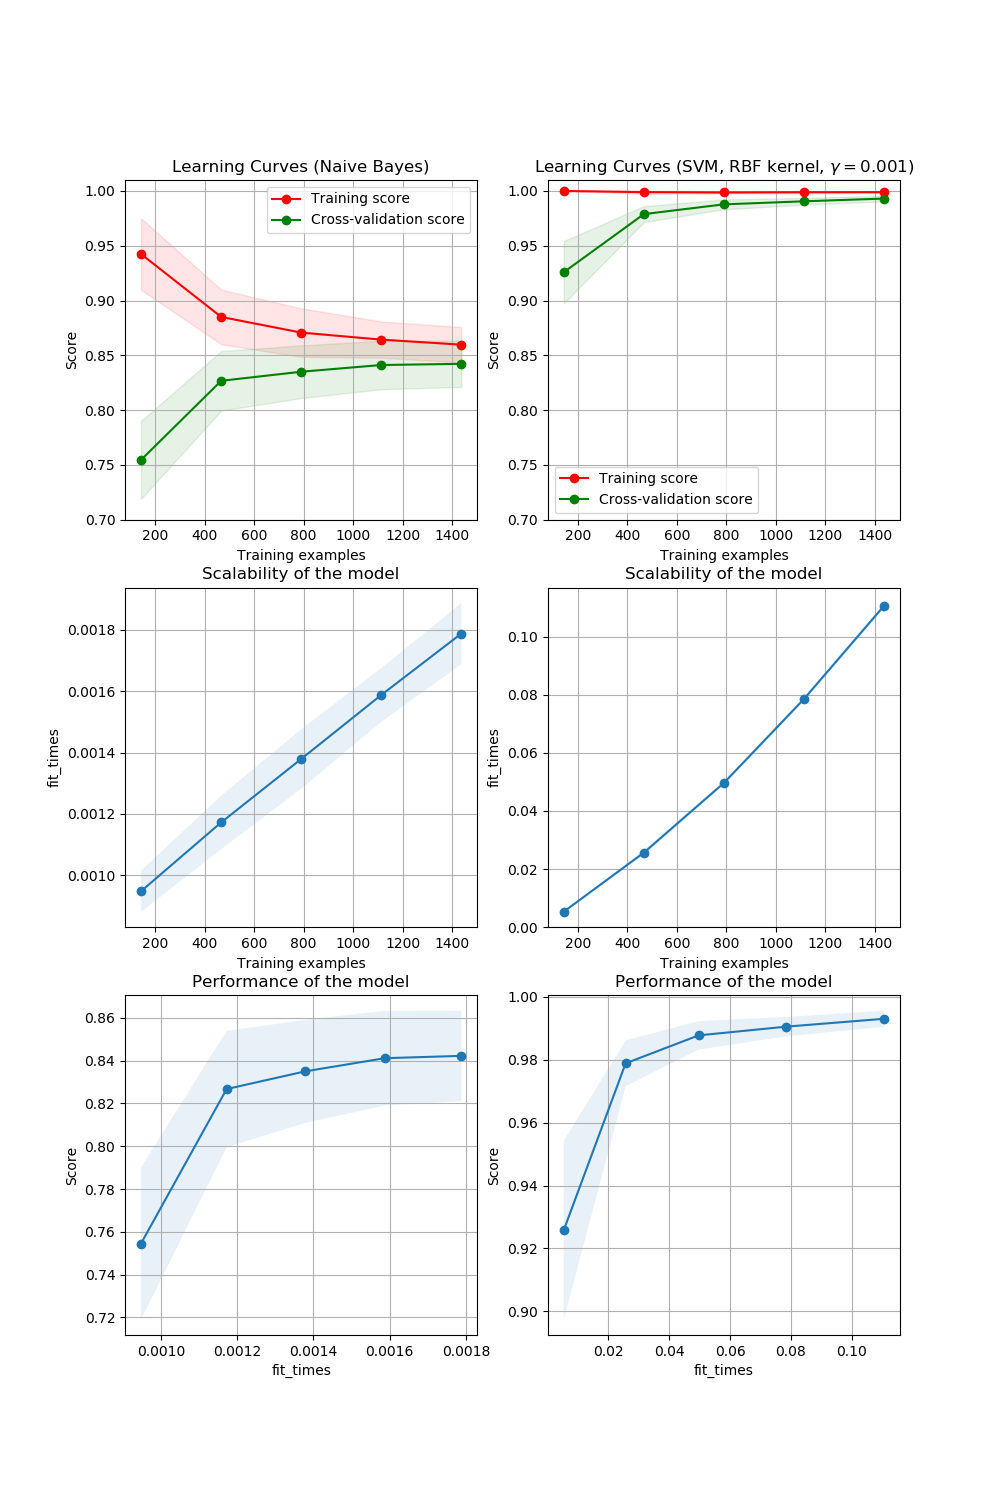 Learning Curves (Naive Bayes)
1.00
0.95
0.90
0.85
0.80
0.75
0.70
Score
Training score
Cross-validation score
200 400 600 800 1000 1200 1400
Training examples
Learning Curves (SVM, RBF kernel, γ = 0.001)
1.00
0.95
0.90
0.85
0.80
0.75
0.70
Score
Training score
Cross-validation score
200 400 600 800 1000 1200 1400
Training examples
Scalability of the model
0.0018
0.0016
0.0014
0.0012
0.0010
fit_times
200 400 600 800 1000 1200 1400
Training examples
Scalability of the model
0.10
0.08
0.06
0.04
0.02
0.00
fit_times
200 400 600 800 1000 1200 1400
Training examples
Performance of the model
0.86
0.84
0.82
0.80
0.78
0.76
0.74
0.72
Score
0.0010 0.0012 0.0014 0.0016 0.0018
fit_times
Performance of the model
1.00
0.98
0.96
0.94
0.92
0.90
Score
0.02 0.04 0.06 0.08 0.10
fit_times